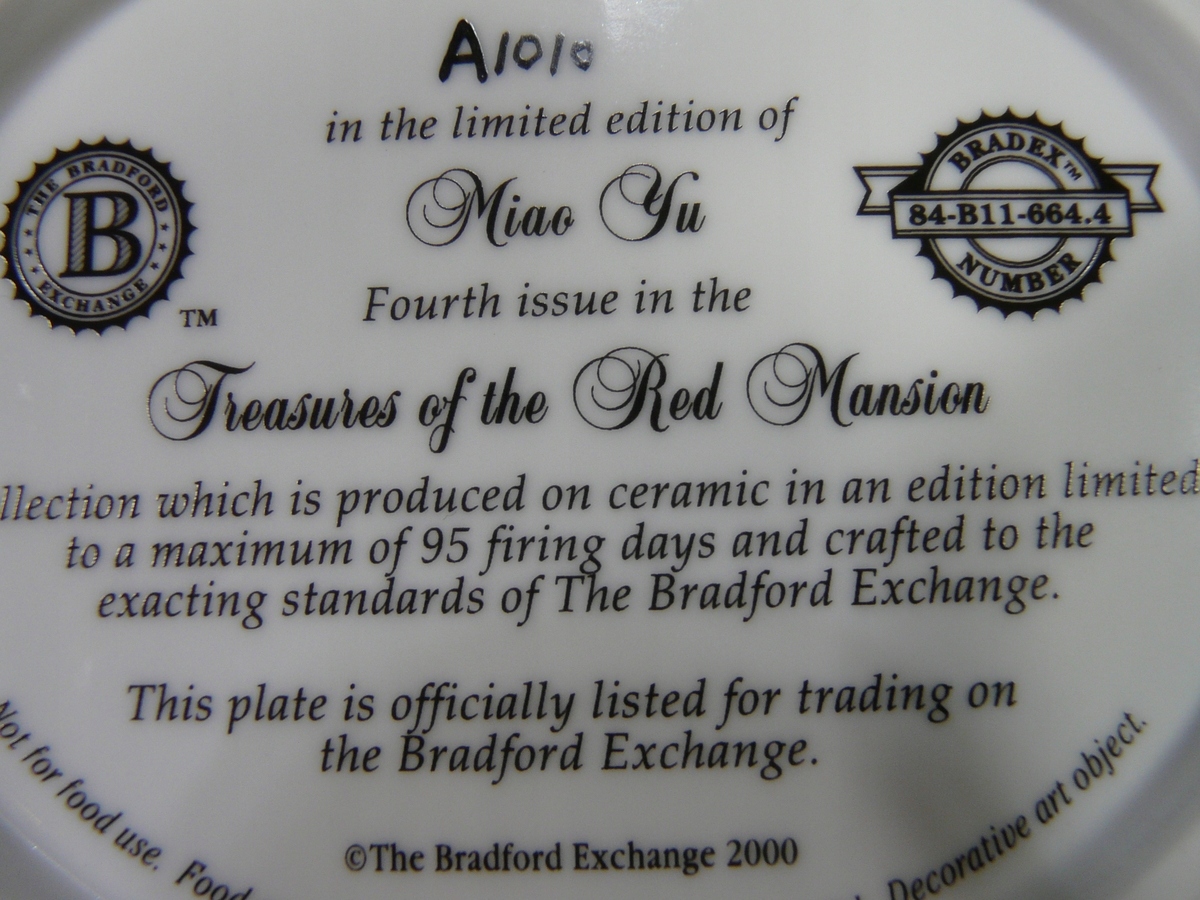 A1010
in the limited edition of
Miao Yu
THE BRADFORD
B
EXCHANGE
TM
BRADEX™
84-B11-664.4
NUMBER
Fourth issue in the
Treasures of the Red Mansion
llection which is produced on ceramic in an edition limited
to a maximum of 95 firing days and crafted to the
exacting standards of The Bradford Exchange.
This plate is officially listed for trading on
the Bradford Exchange.
©The Bradford Exchange 2000
Not for food use. Food
Decorative art object.